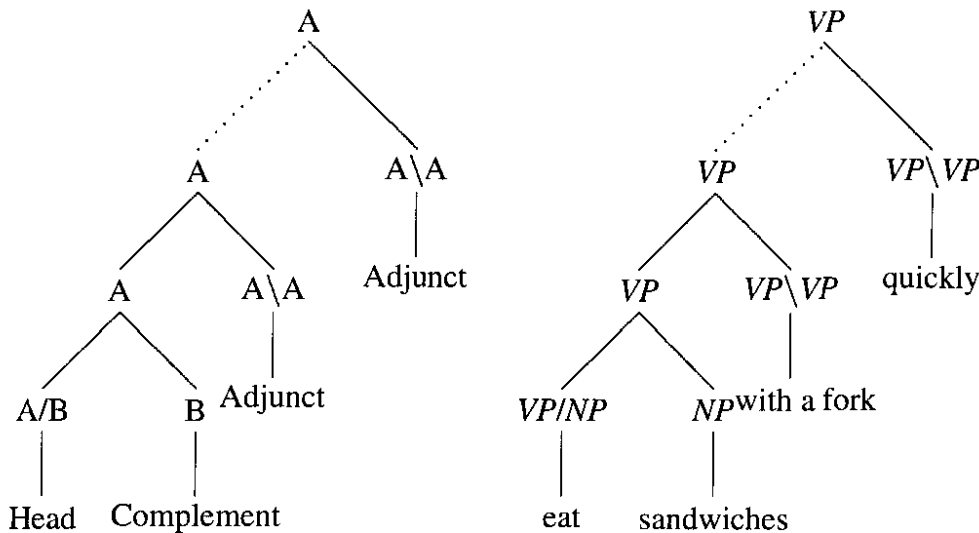 A VP
A A\A VP VP\VP
A A\A Adjunct VP VP\VP quickly
A/B B Adjunct VP/NP NP with a fork
Head Complement eat sandwiches